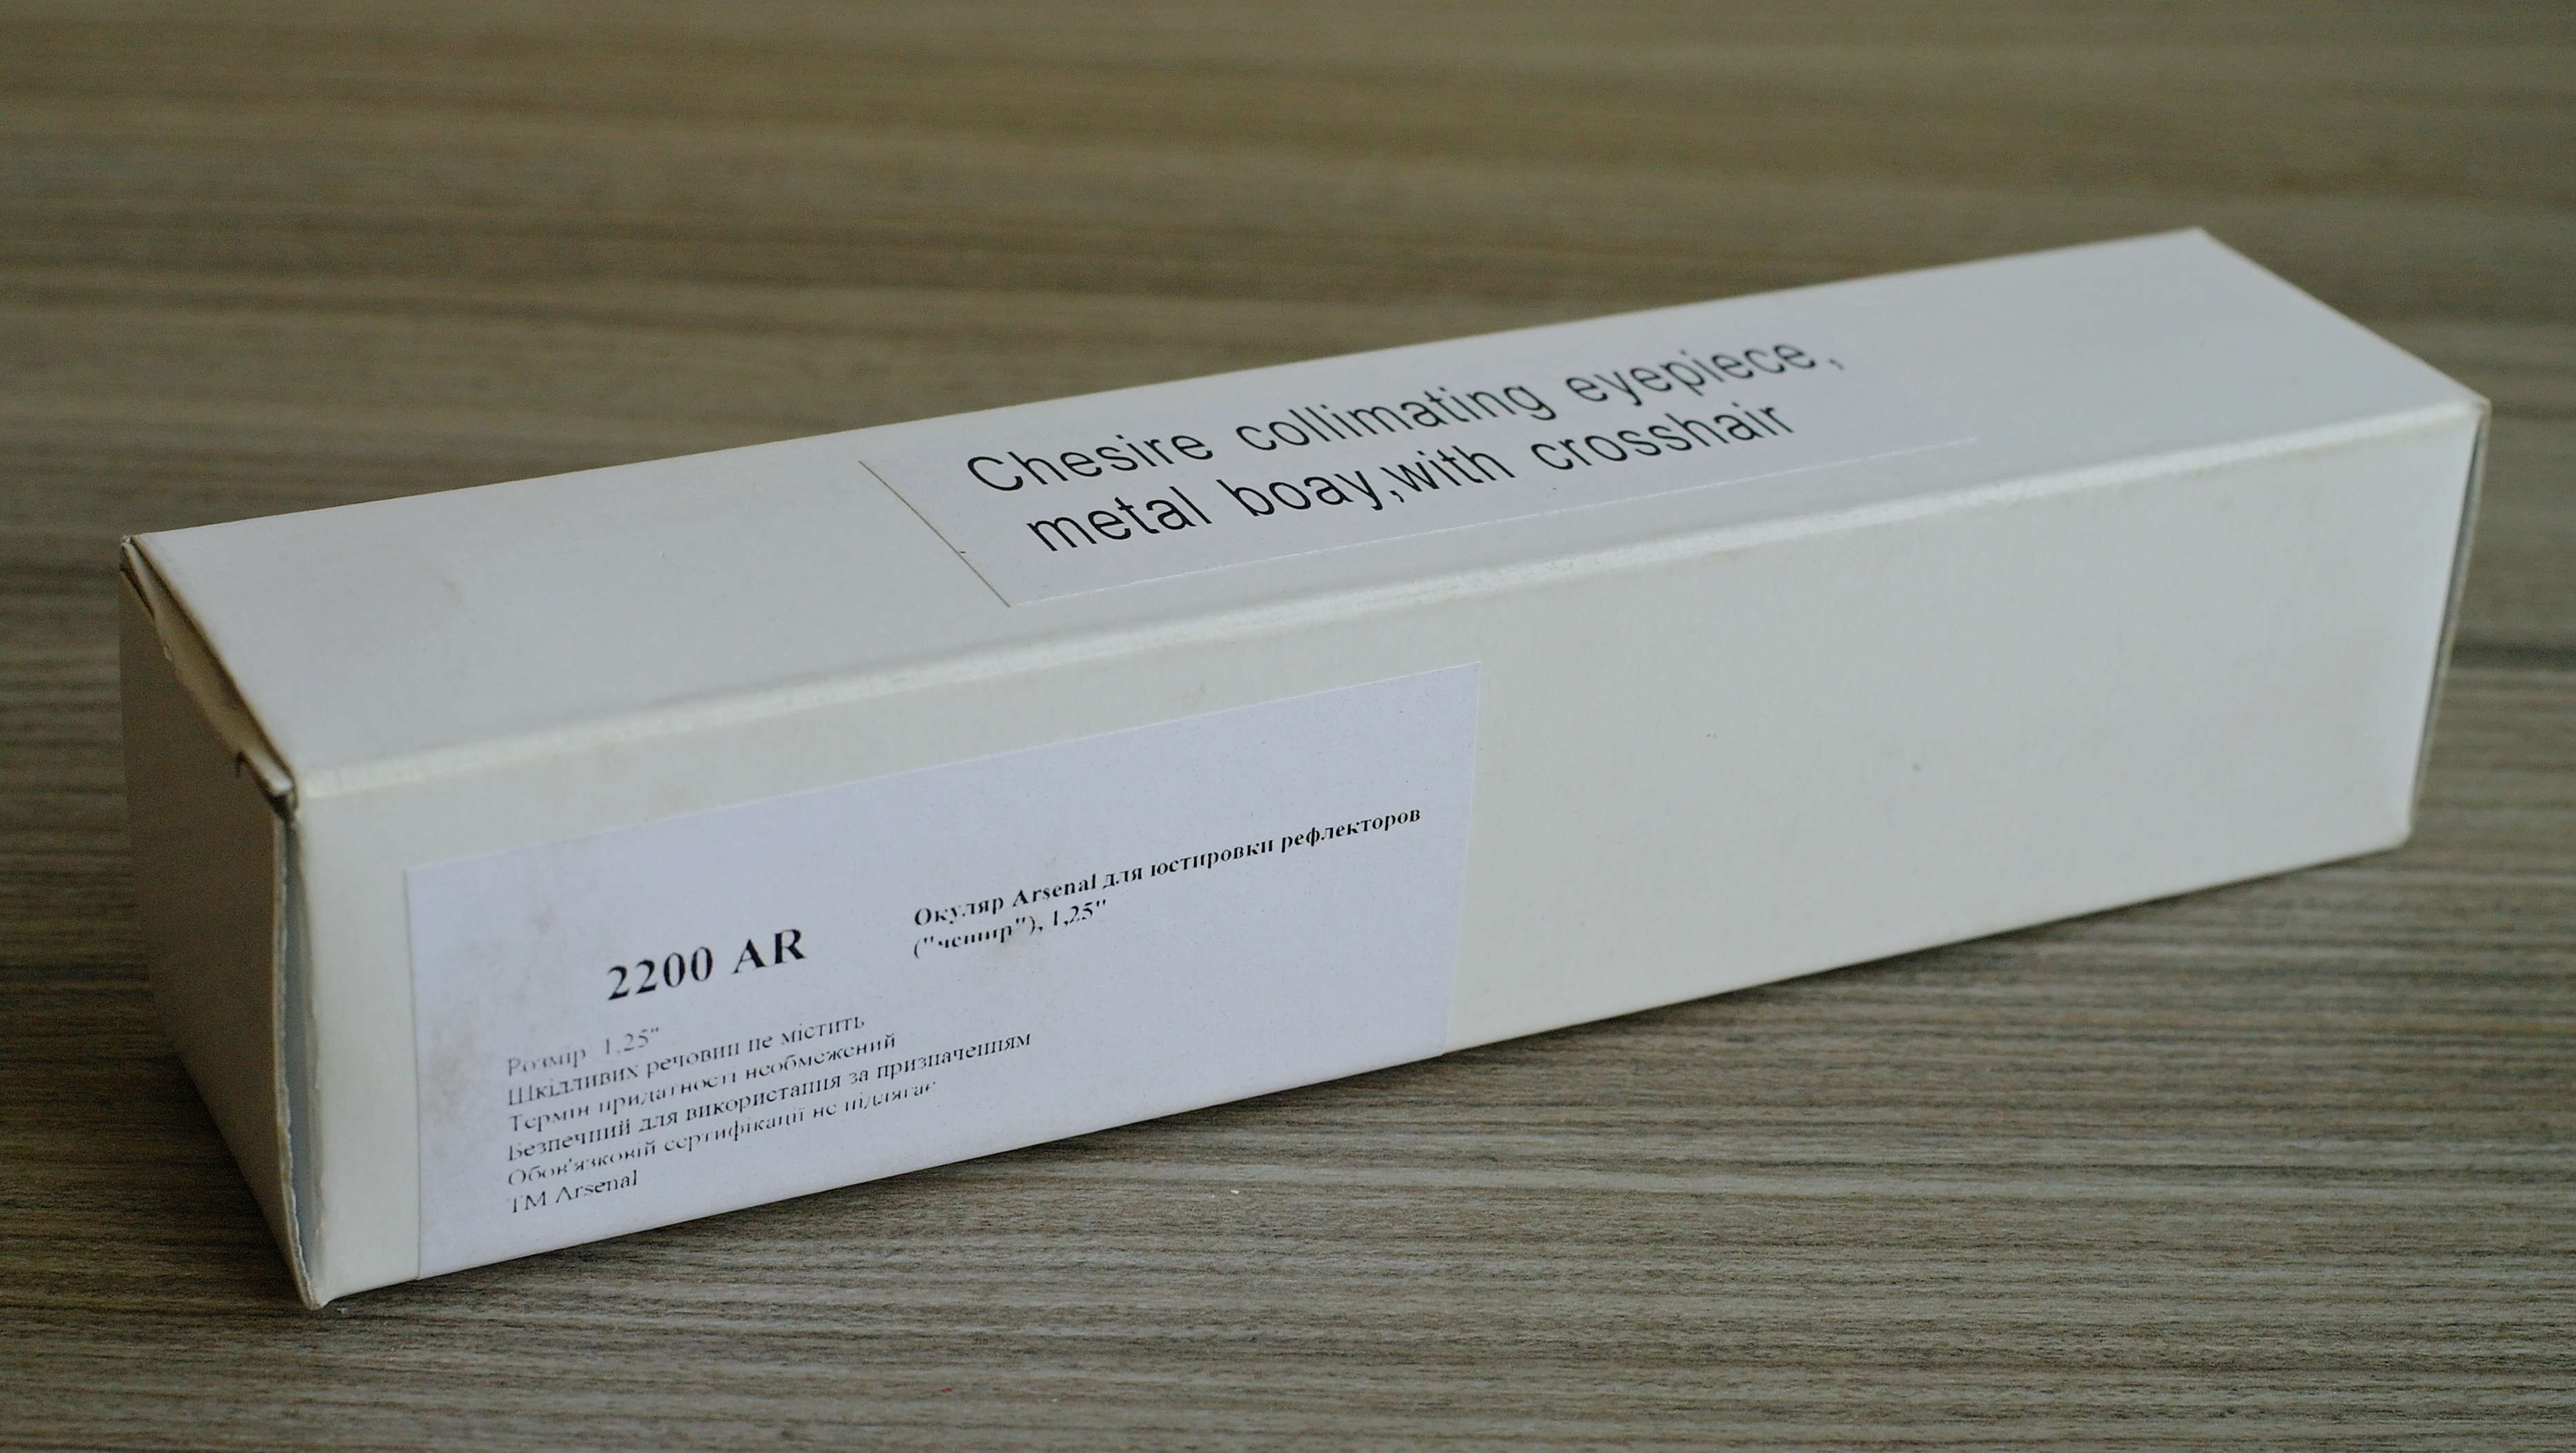 Chesire collimating eyepiece,
metal boay,with crosshair
2200 AR
Окуляр Arsenal для юстировки рефлекторов
("чешир"), 1,25"
Розмір 1,25"
Шкідливих речовин не містить
Термін придатності необмежений
Безпечний для використання за призначенням
Обов'язковій сертифікації не підлягає
ТМ Arsenal